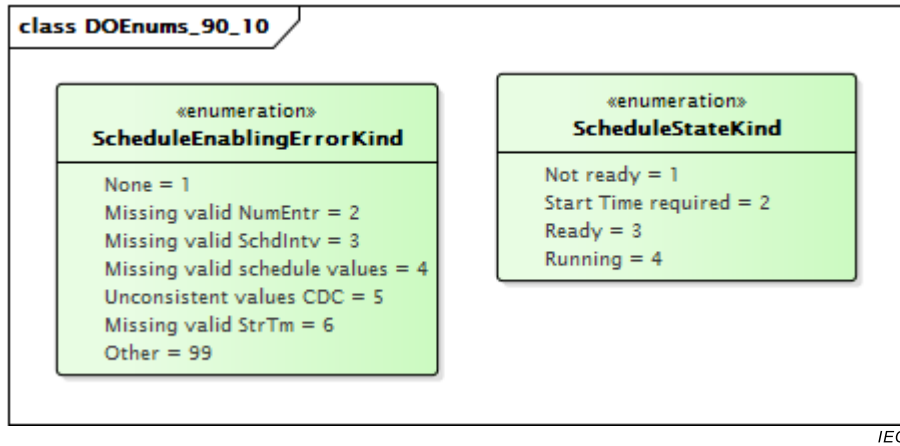 class DOEnums_90_10
«enumeration»
ScheduleEnablingErrorKind
None = 1
Missing valid NumEntr = 2
Missing valid SchdIntv = 3
Missing valid schedule values = 4
Unconsistent values CDC = 5
Missing valid StrTm = 6
Other = 99
«enumeration»
ScheduleStateKind
Not ready = 1
Start Time required = 2
Ready = 3
Running = 4
IEC